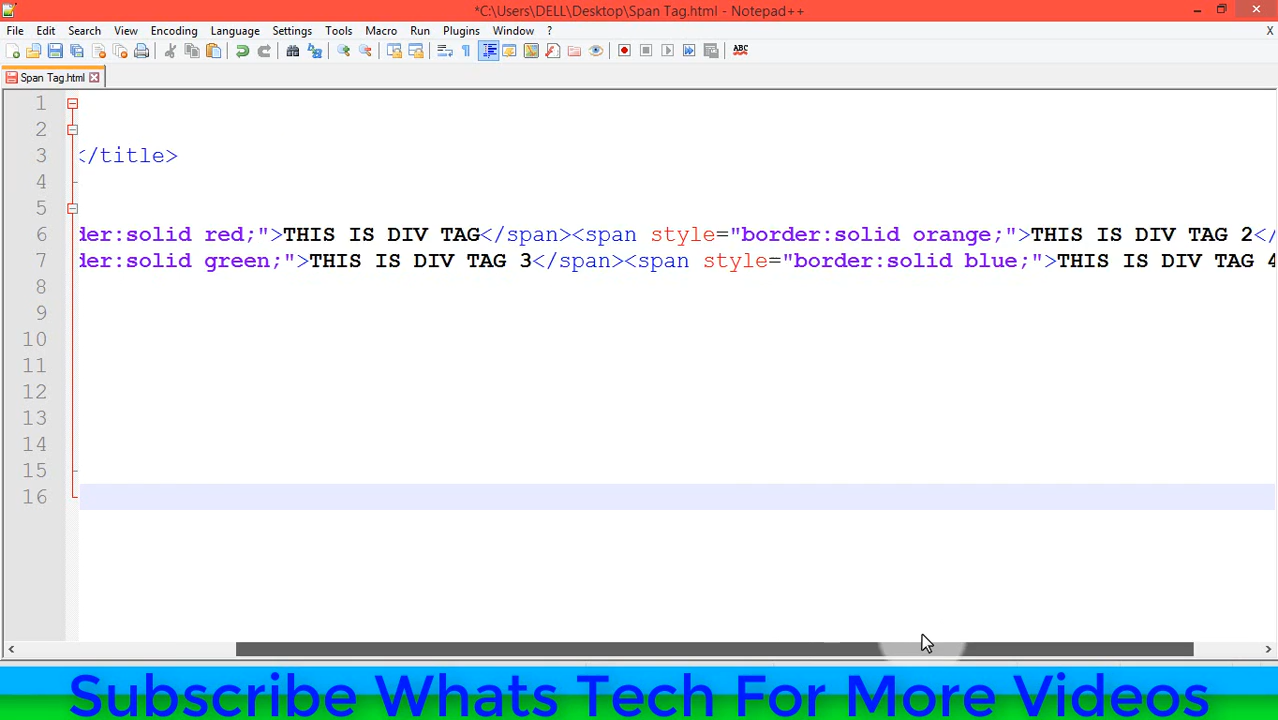 *C:\Users\DELL\Desktop\Span Tag.html - Notepad++
File Edit Search View Encoding Language Settings Tools Macro Run Plugins Window ? X
ABC
Span Tag.html
1
2
3 </title>
4
5
6 der:solid red;">THIS IS DIV TAG</span><span style="border:solid orange;">THIS IS DIV TAG 2</
7 der:solid green;">THIS IS DIV TAG 3</span><span style="border:solid blue;">THIS IS DIV TAG 4
8
9
10
11
12
13
14
15
16
Subscribe Whats Tech For More Videos